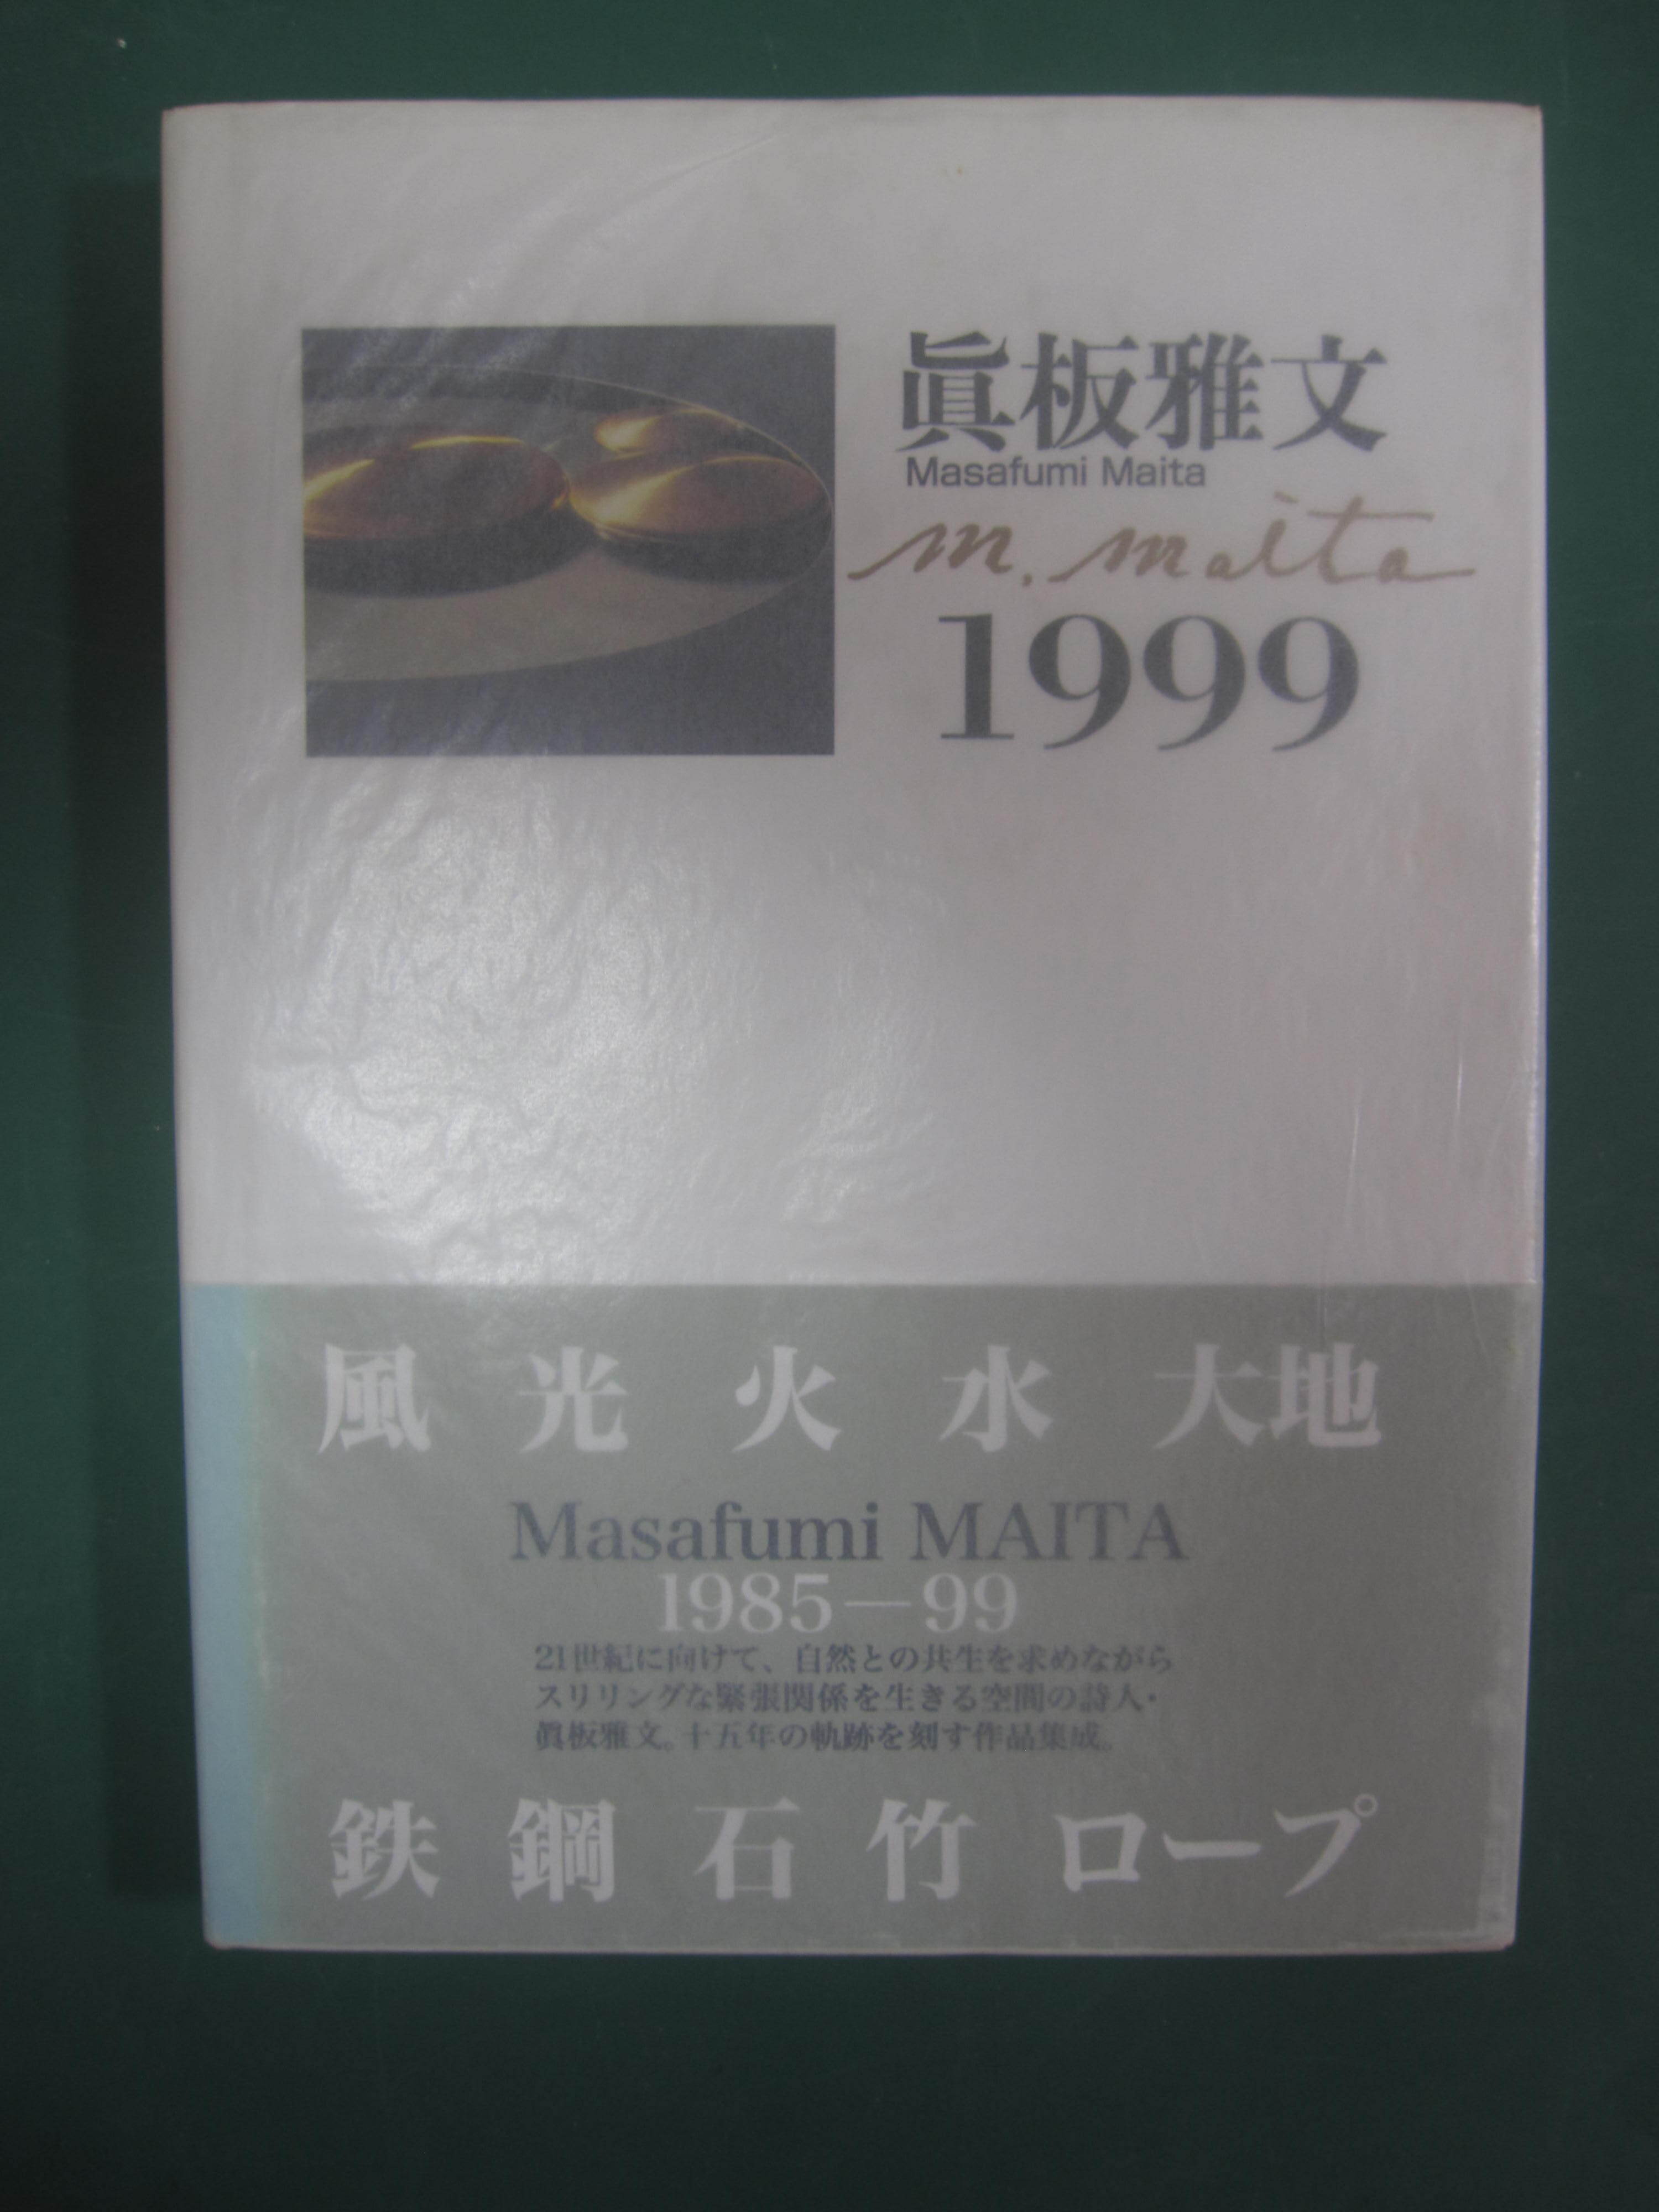 眞板雅文
Masafumi Maita
m. maita
1999
風 光 火 水 大地
Masafumi MAITA
1985—99
21世紀に向けて、自然との共生を求めながら
スリリングな緊張関係を生きる空間の詩人・
眞板雅文。十五年の軌跡を刻す作品集成。
鉄 鋼 石 竹 ロープ